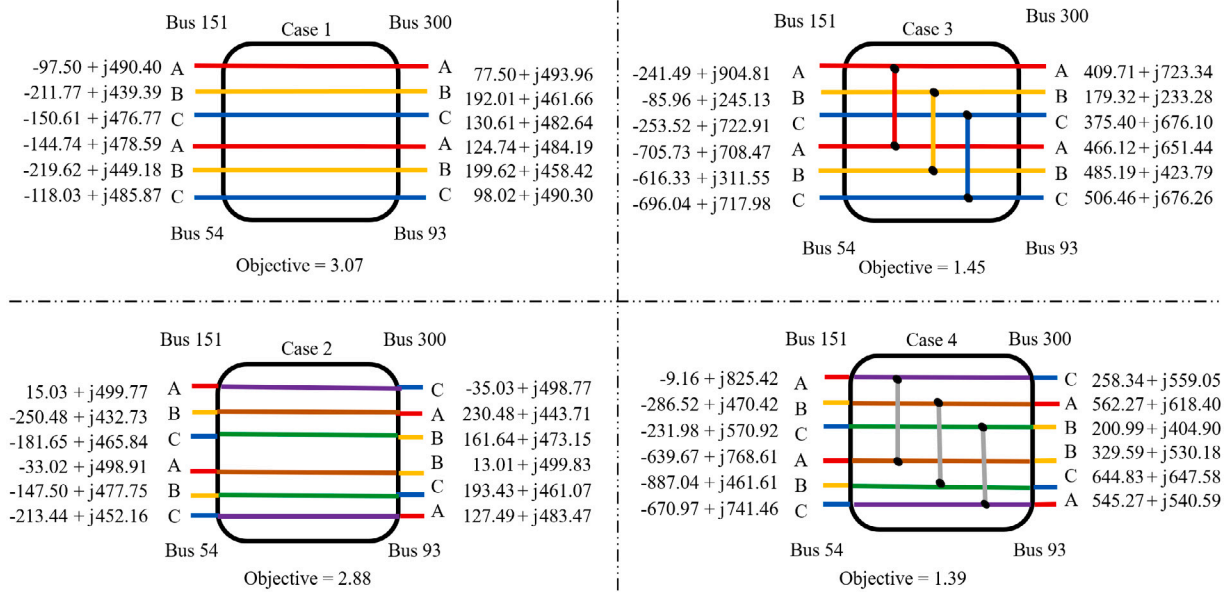 Bus 151 Case 1 Bus 300
-97.50 + j490.40 A A 77.50 + j493.96
-211.77 + j439.39 B B 192.01 + j461.66
-150.61 + j476.77 C C 130.61 + j482.64
-144.74 + j478.59 A A 124.74 + j484.19
-219.62 + j449.18 B B 199.62 + j458.42
-118.03 + j485.87 C C 98.02 + j490.30
Bus 54 Bus 93
Objective = 3.07
Bus 151 Case 3 Bus 300
-241.49 + j904.81 A A 409.71 + j723.34
-85.96 + j245.13 B B 179.32 + j233.28
-253.52 + j722.91 C C 375.40 + j676.10
-705.73 + j708.47 A A 466.12 + j651.44
-616.33 + j311.55 B B 485.19 + j423.79
-696.04 + j717.98 C C 506.46 + j676.26
Bus 54 Bus 93
Objective = 1.45
Bus 151 Case 2 Bus 300
15.03 + j499.77 A C -35.03 + j498.77
-250.48 + j432.73 B A 230.48 + j443.71
-181.65 + j465.84 C B 161.64 + j473.15
-33.02 + j498.91 A B 13.01 + j499.83
-147.50 + j477.75 B C 193.43 + j461.07
-213.44 + j452.16 C A 127.49 + j483.47
Bus 54 Bus 93
Objective = 2.88
Bus 151 Case 4 Bus 300
-9.16 + j825.42 A C 258.34 + j559.05
-286.52 + j470.42 B A 562.27 + j618.40
-231.98 + j570.92 C B 200.99 + j404.90
-639.67 + j768.61 A B 329.59 + j530.18
-887.04 + j461.61 B C 644.83 + j647.58
-670.97 + j741.46 C A 545.27 + j540.59
Bus 54 Bus 93
Objective = 1.39